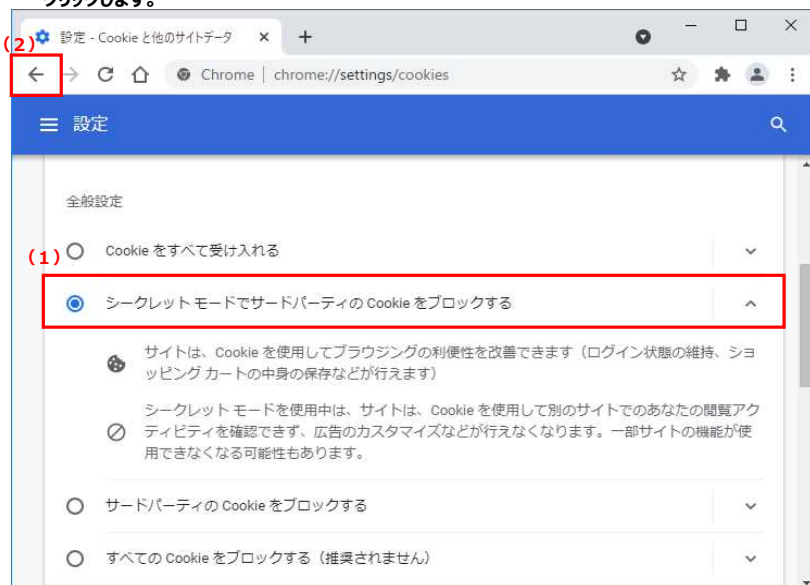 クリックします。
設定 - Cookie と他のサイトデータ
(2)
Chrome | chrome://settings/cookies
設定
全般設定
(1)
Cookie をすべて受け入れる
シークレット モードでサードパーティの Cookie をブロックする
サイトは、Cookie を使用してブラウジングの利便性を改善できます（ログイン状態の維持、ショ
ッピング カートの中身の保存などが行えます）
シークレット モードを使用中は、サイトは、Cookie を使用して別のサイトでのあなたの閲覧アク
ティビティを確認できず、広告のカスタマイズなどが行えなくなります。一部サイトの機能が使
用できなくなる可能性もあります。
サードパーティの Cookie をブロックする
すべての Cookie をブロックする（推奨されません）